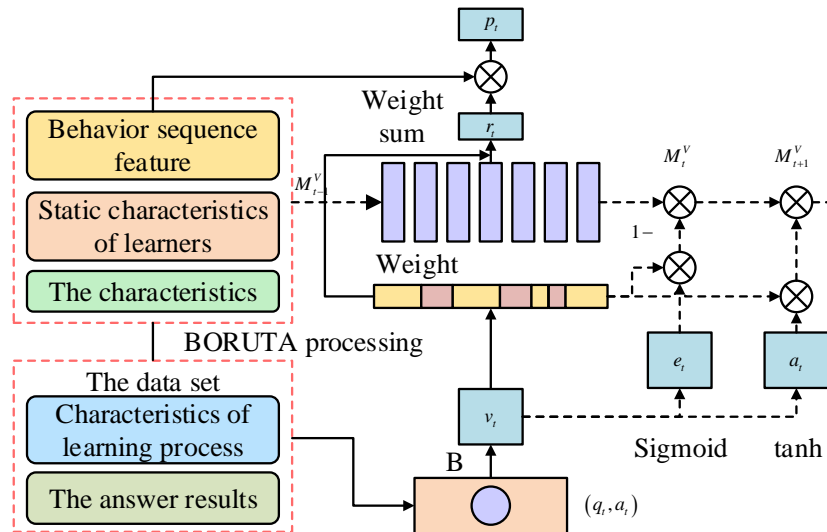 p_t
Weight
sum
r_t
Behavior sequence
feature
M_{t-1}^V
M_t^V
M_{t+1}^V
Static characteristics
of learners
1-
Weight
The characteristics
BORUTA processing
The data set
e_t
a_t
Characteristics of
learning process
v_t
Sigmoid
tanh
B
The answer results
(q_t, a_t)